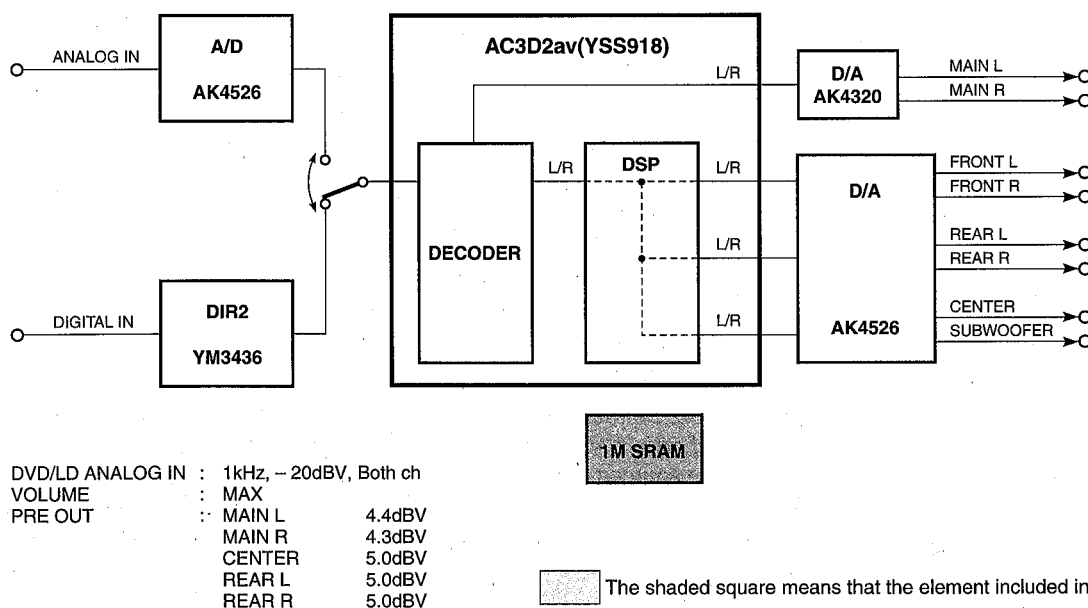 A/D
AK4526
ANALOG IN
AC3D2av(YSS918)
L/R
D/A
AK4320
MAIN L
MAIN R
DECODER
L/R
DSP
L/R
L/R
L/R
D/A
AK4526
FRONT L
FRONT R
REAR L
REAR R
CENTER
SUBWOOFER
DIGITAL IN
DIR2
YM3436
1M SRAM
DVD/LD ANALOG IN : 1kHz, – 20dBV, Both ch
VOLUME : MAX
PRE OUT : MAIN L 4.4dBV
MAIN R 4.3dBV
CENTER 5.0dBV
REAR L 5.0dBV
REAR R 5.0dBV
The shaded square means that the element included in